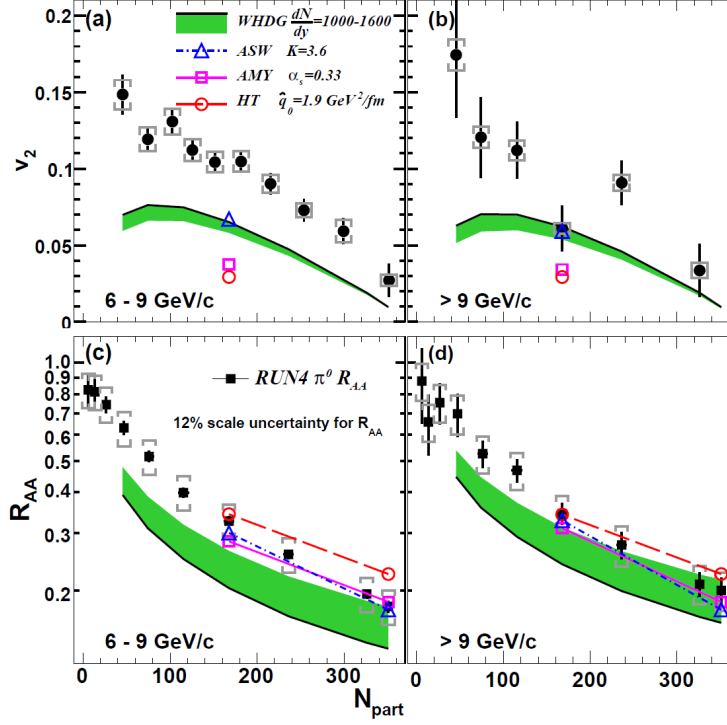 (a)
WHDG dN/dy=1000-1600
ASW K=3.6
AMY αs=0.33
HT q̂0=1.9 GeV²/fm
(b)
0.2
0.15
0.1
0.05
0
v2
6 - 9 GeV/c
> 9 GeV/c
(c)
RUN4 π⁰ RAA
12% scale uncertainty for RAA
(d)
1.0
0.9
0.8
0.7
0.6
0.5
0.4
0.3
0.2
RAA
6 - 9 GeV/c
> 9 GeV/c
0 100 200 300 0 100 200 300
Npart